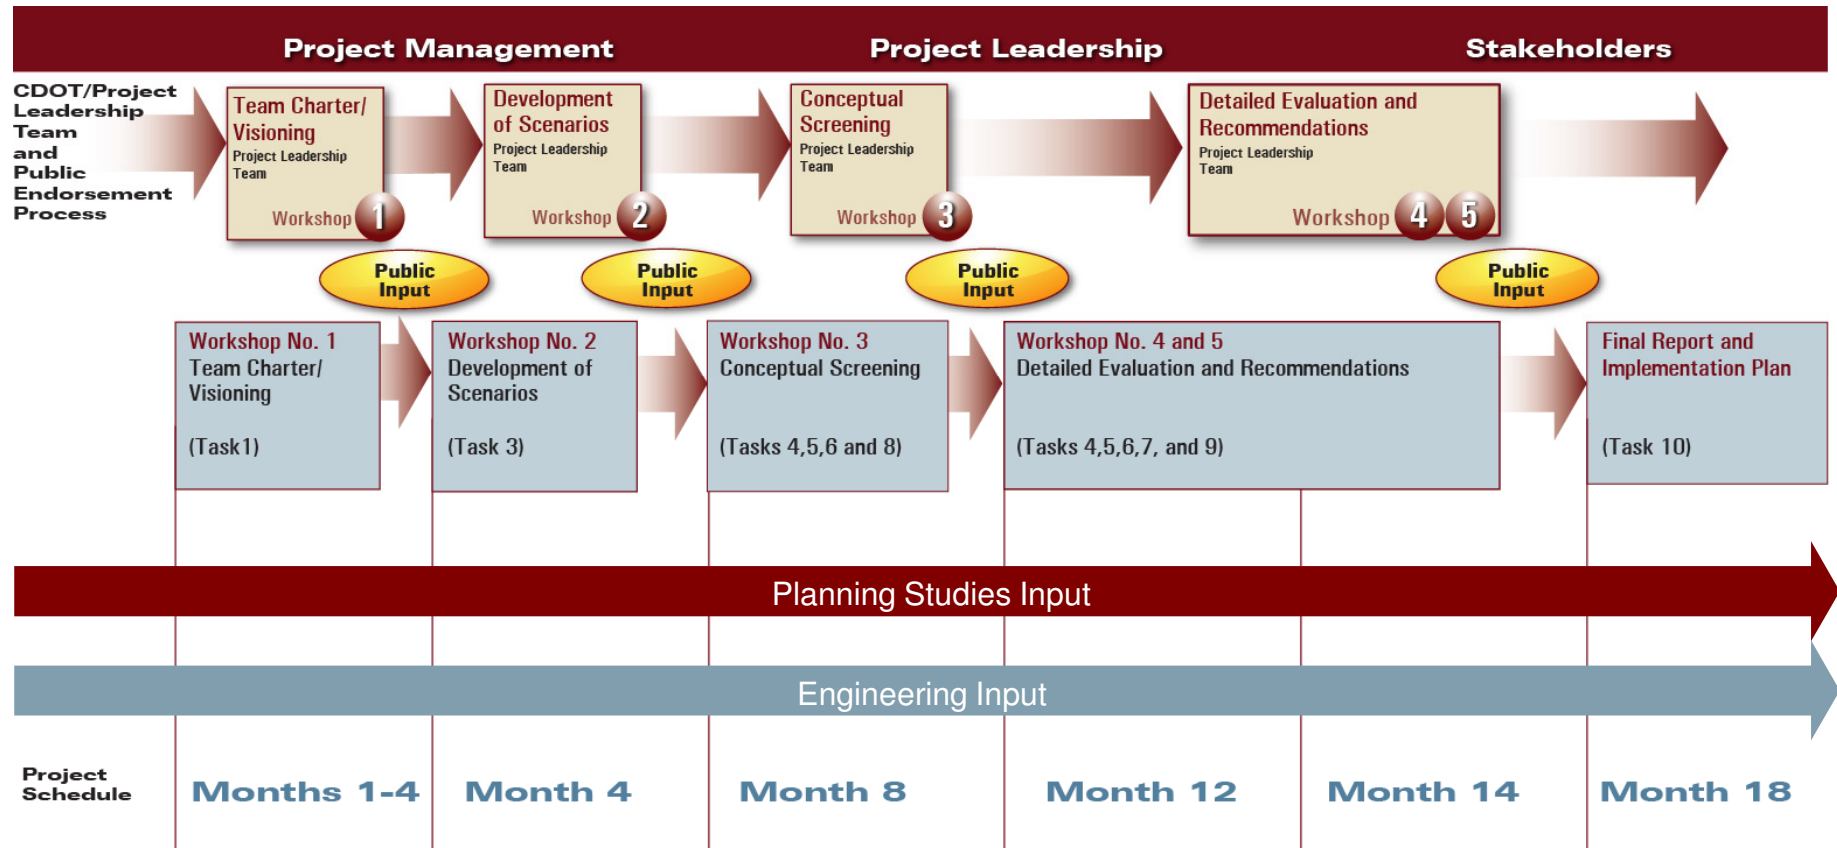 Project Management
Project Leadership
Stakeholders
CDOT/Project
Leadership
Team
and
Public
Endorsement
Process
Team Charter/
Visioning
Project Leadership
Team
Workshop 1
Development
of Scenarios
Project Leadership
Team
Workshop 2
Conceptual
Screening
Project Leadership
Team
Workshop 3
Detailed Evaluation and
Recommendations
Project Leadership
Team
Workshop 4 5
Public
Input
Public
Input
Public
Input
Public
Input
Workshop No. 1
Team Charter/
Visioning
(Task1)
Workshop No. 2
Development of
Scenarios
(Task 3)
Workshop No. 3
Conceptual Screening
(Tasks 4,5,6 and 8)
Workshop No. 4 and 5
Detailed Evaluation and Recommendations
(Tasks 4,5,6,7, and 9)
Final Report and
Implementation Plan
(Task 10)
Planning Studies Input
Engineering Input
Project
Schedule
Months 1-4
Month 4
Month 8
Month 12
Month 14
Month 18